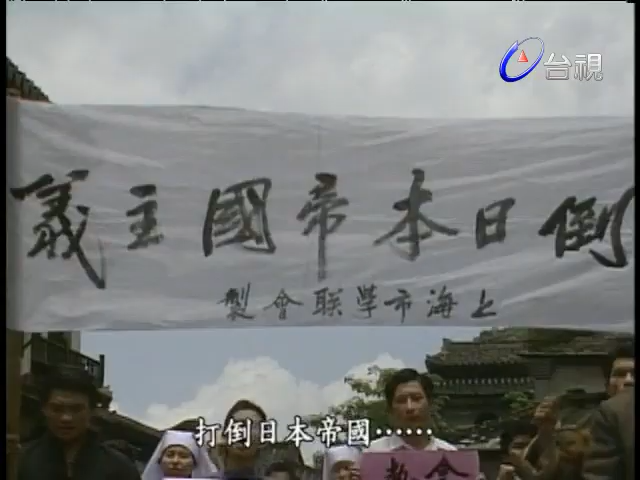 台視
倒日本帝國主義
上海市學联會製
打倒日本帝國……